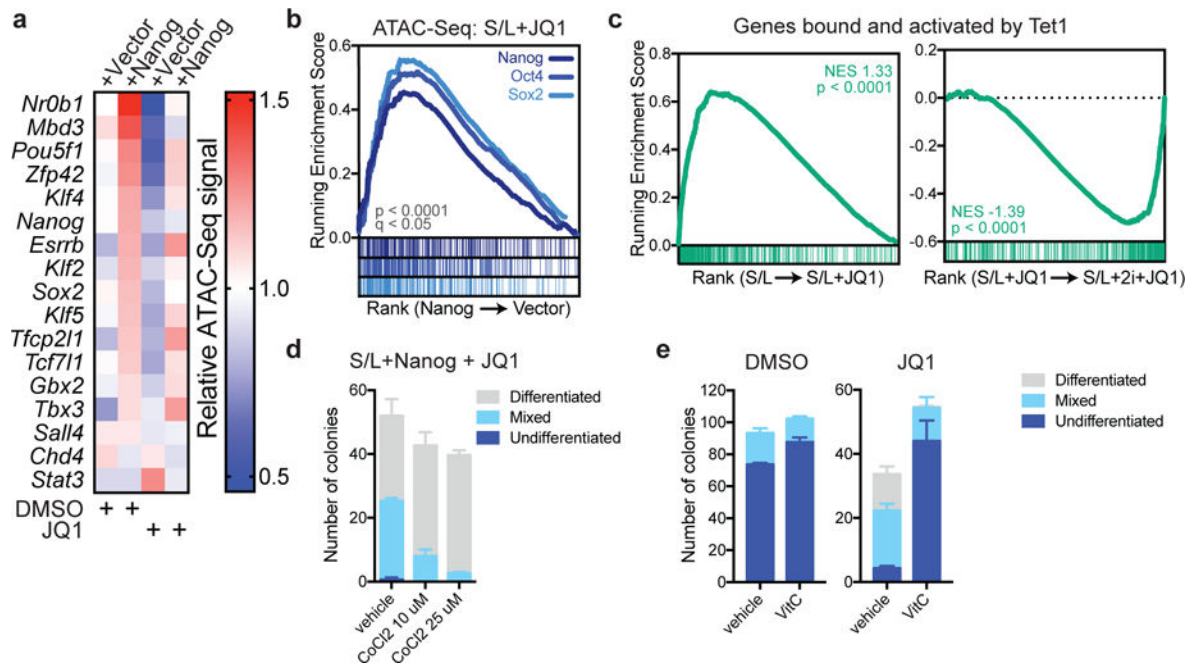 a
+Vector
+Nanog
+Vector
+Nanog
Nr0b1
Mbd3
Pou5f1
Zfp42
Klf4
Nanog
Esrrb
Klf2
Sox2
Klf5
Tfcp2l1
Tcf7l1
Gbx2
Tbx3
Sall4
Chd4
Stat3
DMSO + +
JQ1 + +
1.5
1.0
0.5
Relative ATAC-Seq signal
b
ATAC-Seq: S/L+JQ1
Running Enrichment Score
0.6
0.4
0.2
0.0
Nanog
Oct4
Sox2
p < 0.0001
q < 0.05
Rank (Nanog → Vector)
c
Genes bound and activated by Tet1
Running Enrichment Score
0.8
0.6
0.4
0.2
0.0
NES 1.33
p < 0.0001
Rank (S/L → S/L+JQ1)
0.2
-0.0
-0.2
-0.4
-0.6
NES -1.39
p < 0.0001
Rank (S/L+JQ1 → S/L+2i+JQ1)
d
S/L+Nanog + JQ1
Number of colonies
60
40
20
0
Differentiated
Mixed
Undifferentiated
vehicle
CoCl2 10 uM
CoCl2 25 uM
e
DMSO
Number of colonies
120
100
80
60
40
20
0
vehicle
VitC
JQ1
60
40
20
0
vehicle
VitC
Differentiated
Mixed
Undifferentiated